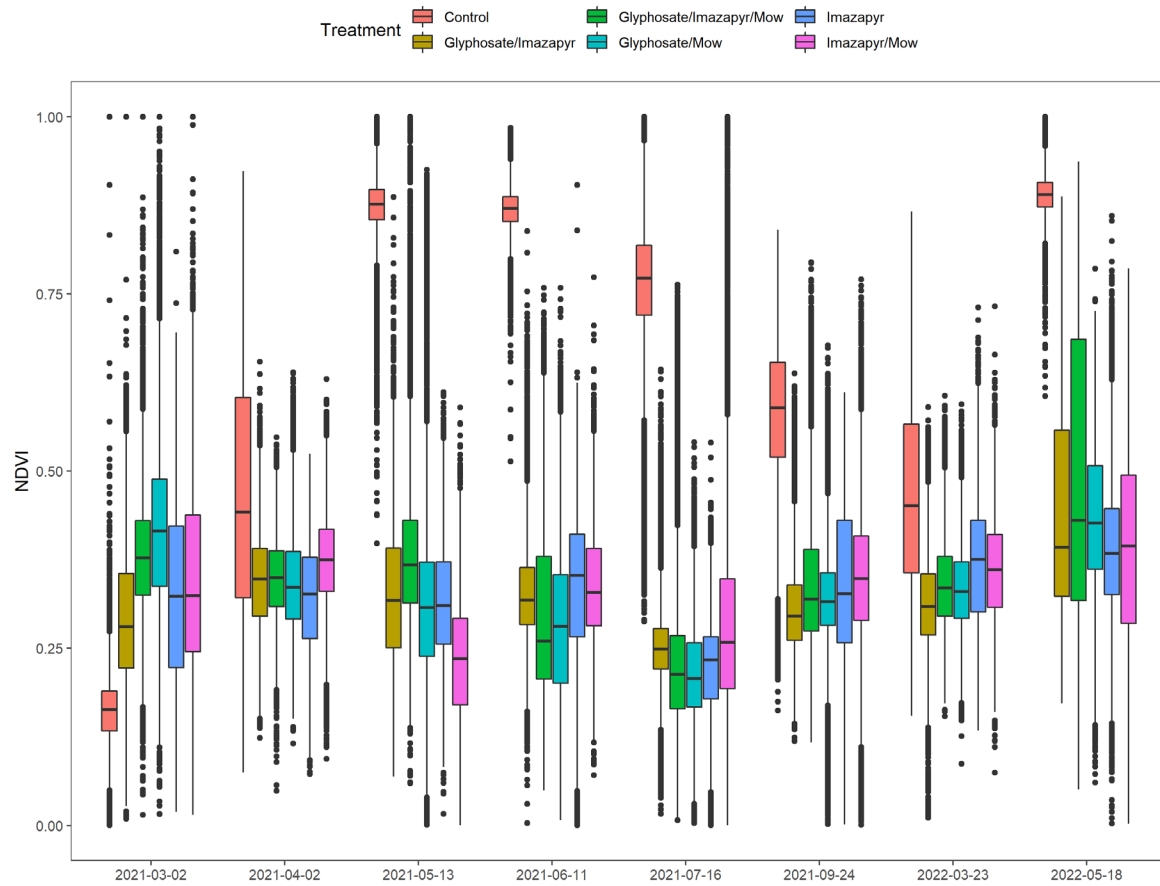 Treatment
Control
Glyphosate/Imazapyr/Mow
Imazapyr
Glyphosate/Imazapyr
Glyphosate/Mow
Imazapyr/Mow
NDVI
1.00
0.75
0.50
0.25
0.00
2021-03-02
2021-04-02
2021-05-13
2021-06-11
2021-07-16
2021-09-24
2022-03-23
2022-05-18